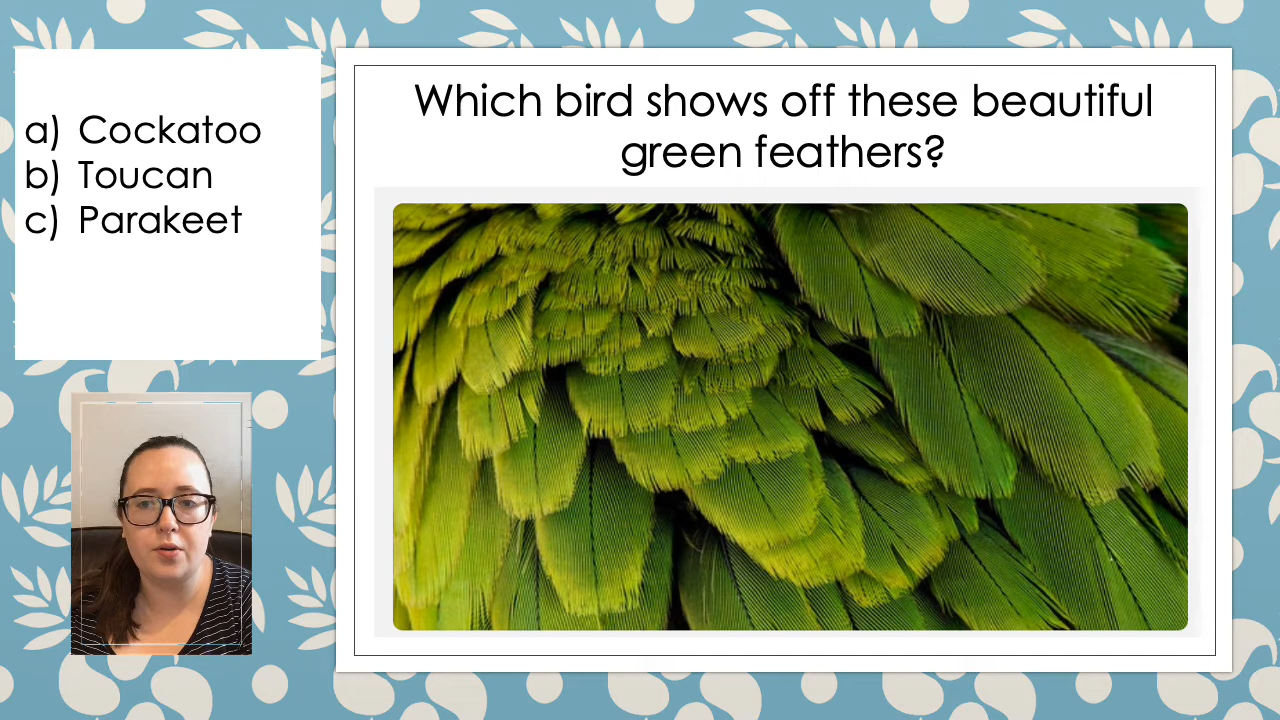 Which bird shows off these beautiful
green feathers?
a) Cockatoo
b) Toucan
c) Parakeet